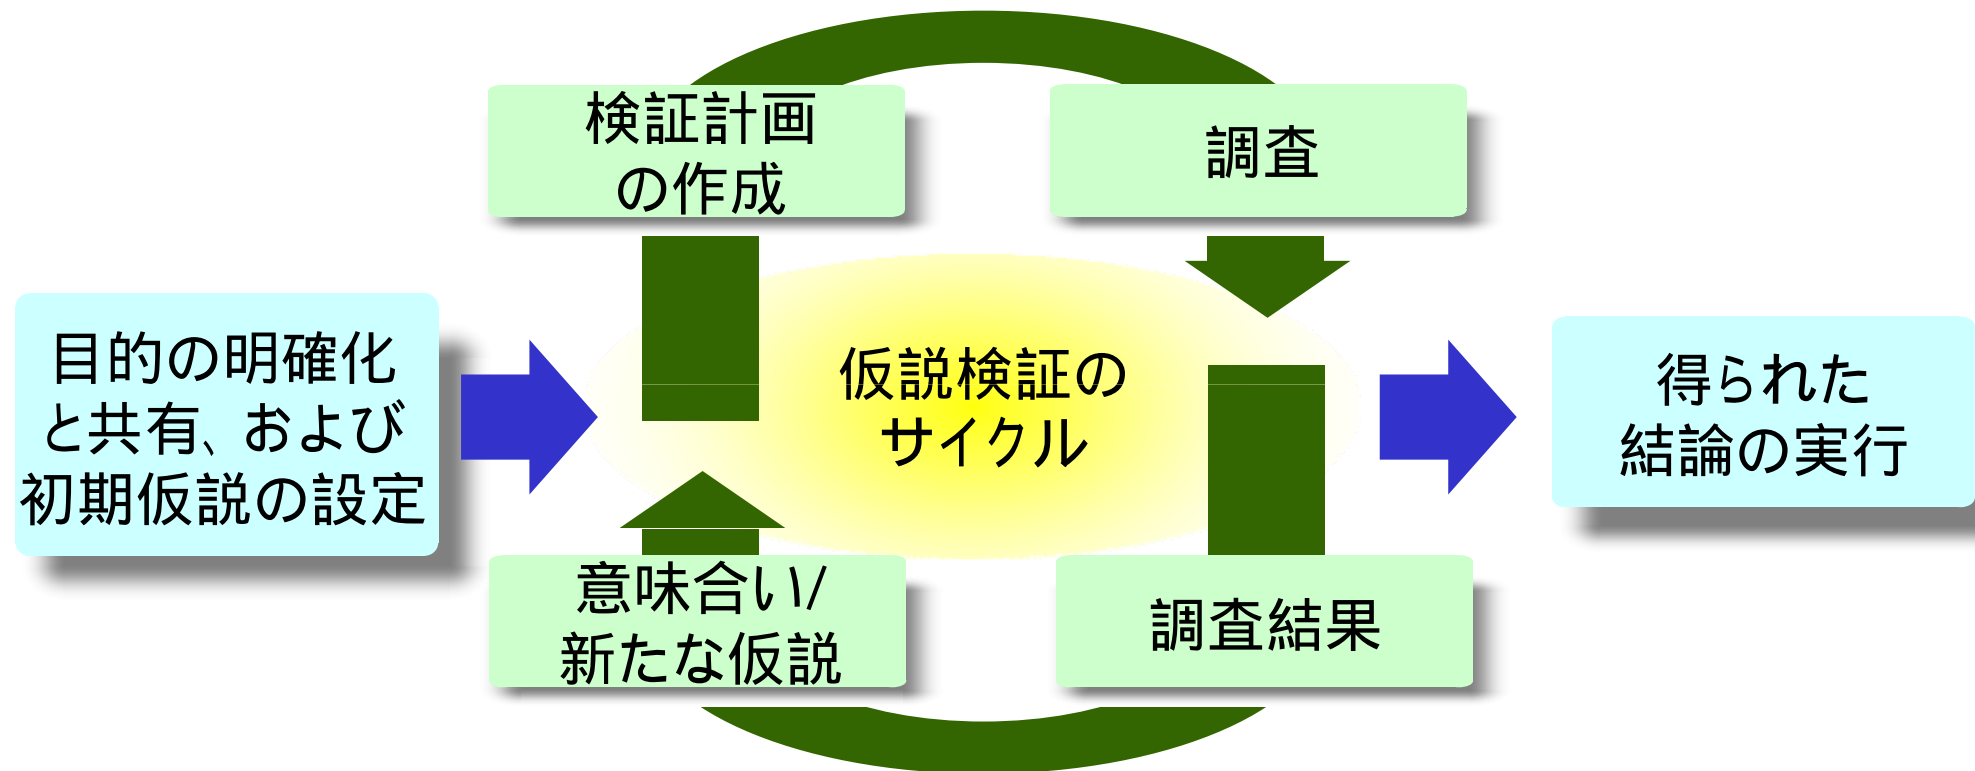 目的の明確化
と共有、および
初期仮説の設定
検証計画
の作成
調査
仮説検証の
サイクル
意味合い/
新たな仮説
調査結果
得られた
結論の実行